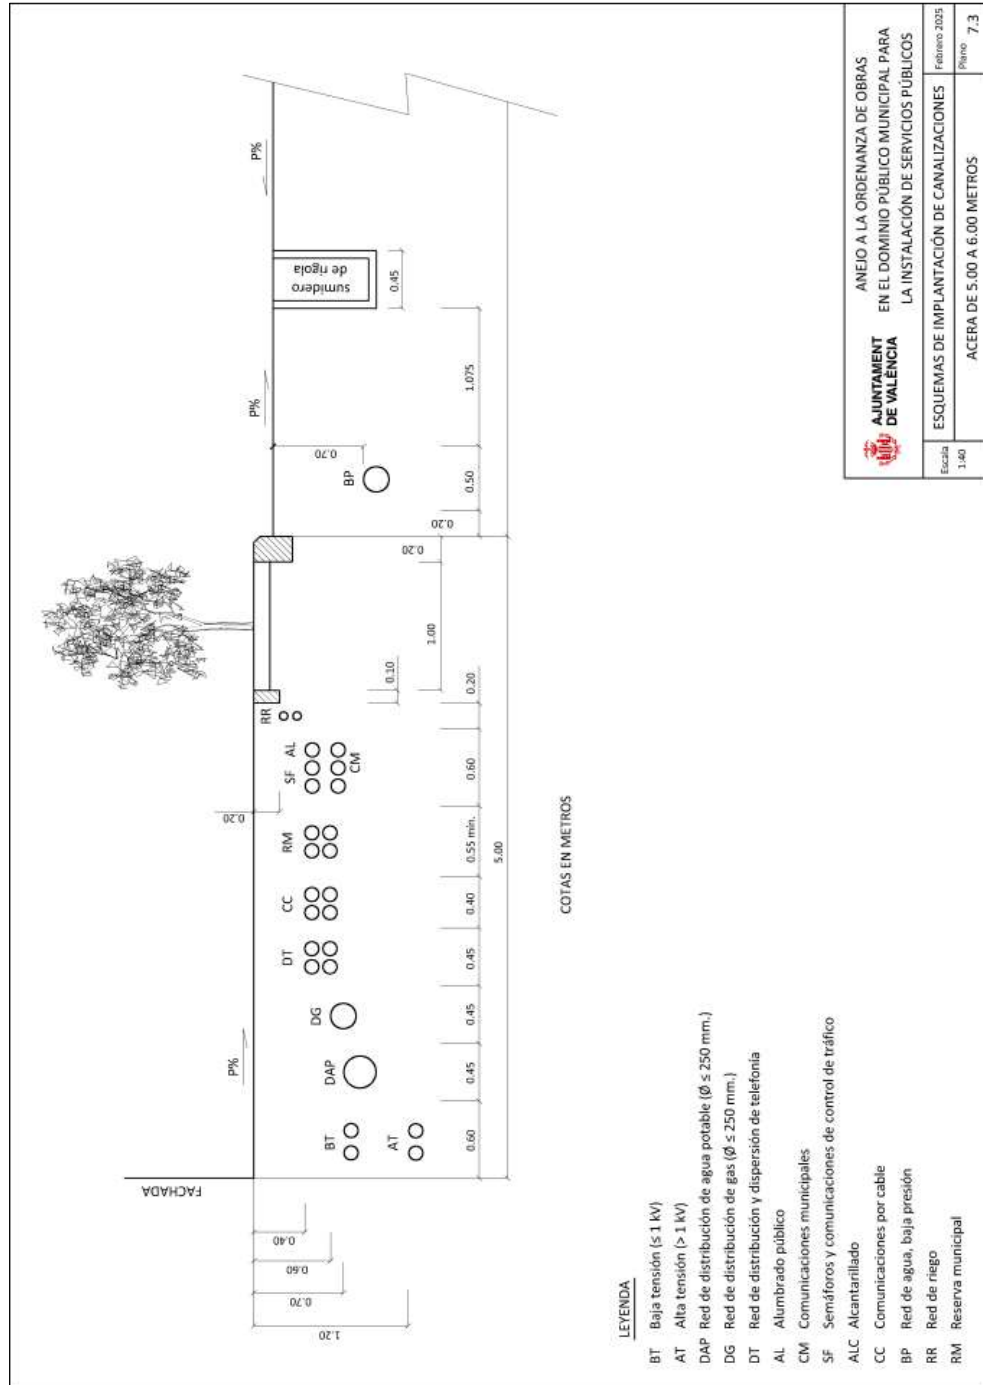 FACHADA
P%
P%
P%
BT
AT
DAP
DG
DT
CC
RM
SF
AL
CM
RR
BP
sumidero
de rigola
0.40
0.60
0.70
1.20
0.20
0.10
1.00
0.20
0.20
0.70
0.45
0.60
0.45
0.45
0.45
0.40
0.55 min.
0.60
0.20
0.50
1.075
5.00
COTAS EN METROS
LEYENDA
BT Baja tensión (≤ 1 kV)
AT Alta tensión (> 1 kV)
DAP Red de distribución de agua potable (Ø ≤ 250 mm.)
DG Red de distribución de gas (Ø ≤ 250 mm.)
DT Red de distribución y dispersión de telefonía
AL Alumbrado público
CM Comunicaciones municipales
SF Semáforos y comunicaciones de control de tráfico
ALC Alcantarillado
CC Comunicaciones por cable
BP Red de agua, baja presión
RR Red de riego
RM Reserva municipal
AJUNTAMENT
DE VALÈNCIA
ANEJO A LA ORDENANZA DE OBRAS
EN EL DOMINIO PÚBLICO MUNICIPAL PARA
LA INSTALACIÓN DE SERVICIOS PÚBLICOS
Escala
1:40
ESQUEMAS DE IMPLANTACIÓN DE CANALIZACIONES
ACERA DE 5.00 A 6.00 METROS
Febrero 2025
Plano 7.3